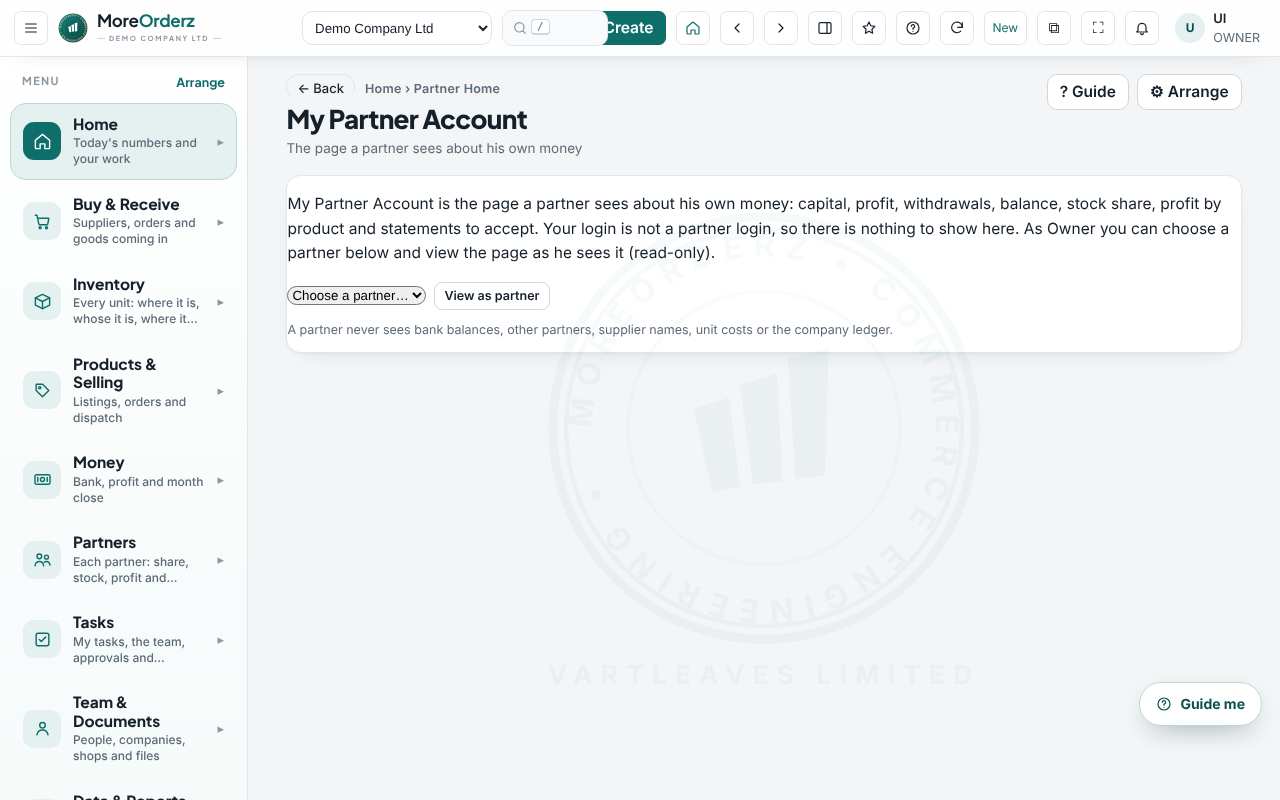 MoreOrderz
— DEMO COMPANY LTD —
Demo Company Ltd
/
Create
New
U
UI
OWNER
MENU
Arrange
Home
Today's numbers and
your work
Buy & Receive
Suppliers, orders and
goods coming in
Inventory
Every unit: where it is,
whose it is, where it...
Products &
Selling
Listings, orders and
dispatch
Money
Bank, profit and month
close
Partners
Each partner: share,
stock, profit and...
Tasks
My tasks, the team,
approvals and...
Team &
Documents
People, companies,
shops and files
Data & Reports
← Back
Home › Partner Home
? Guide
⚙ Arrange
My Partner Account
The page a partner sees about his own money
My Partner Account is the page a partner sees about his own money: capital, profit, withdrawals, balance, stock share, profit by
product and statements to accept. Your login is not a partner login, so there is nothing to show here. As Owner you can choose a
partner below and view the page as he sees it (read-only).
Choose a partner...
View as partner
A partner never sees bank balances, other partners, supplier names, unit costs or the company ledger.
MOREORDERZ • COMMERCE ENGINEERING •
VARTLEAVES LIMITED
Guide me